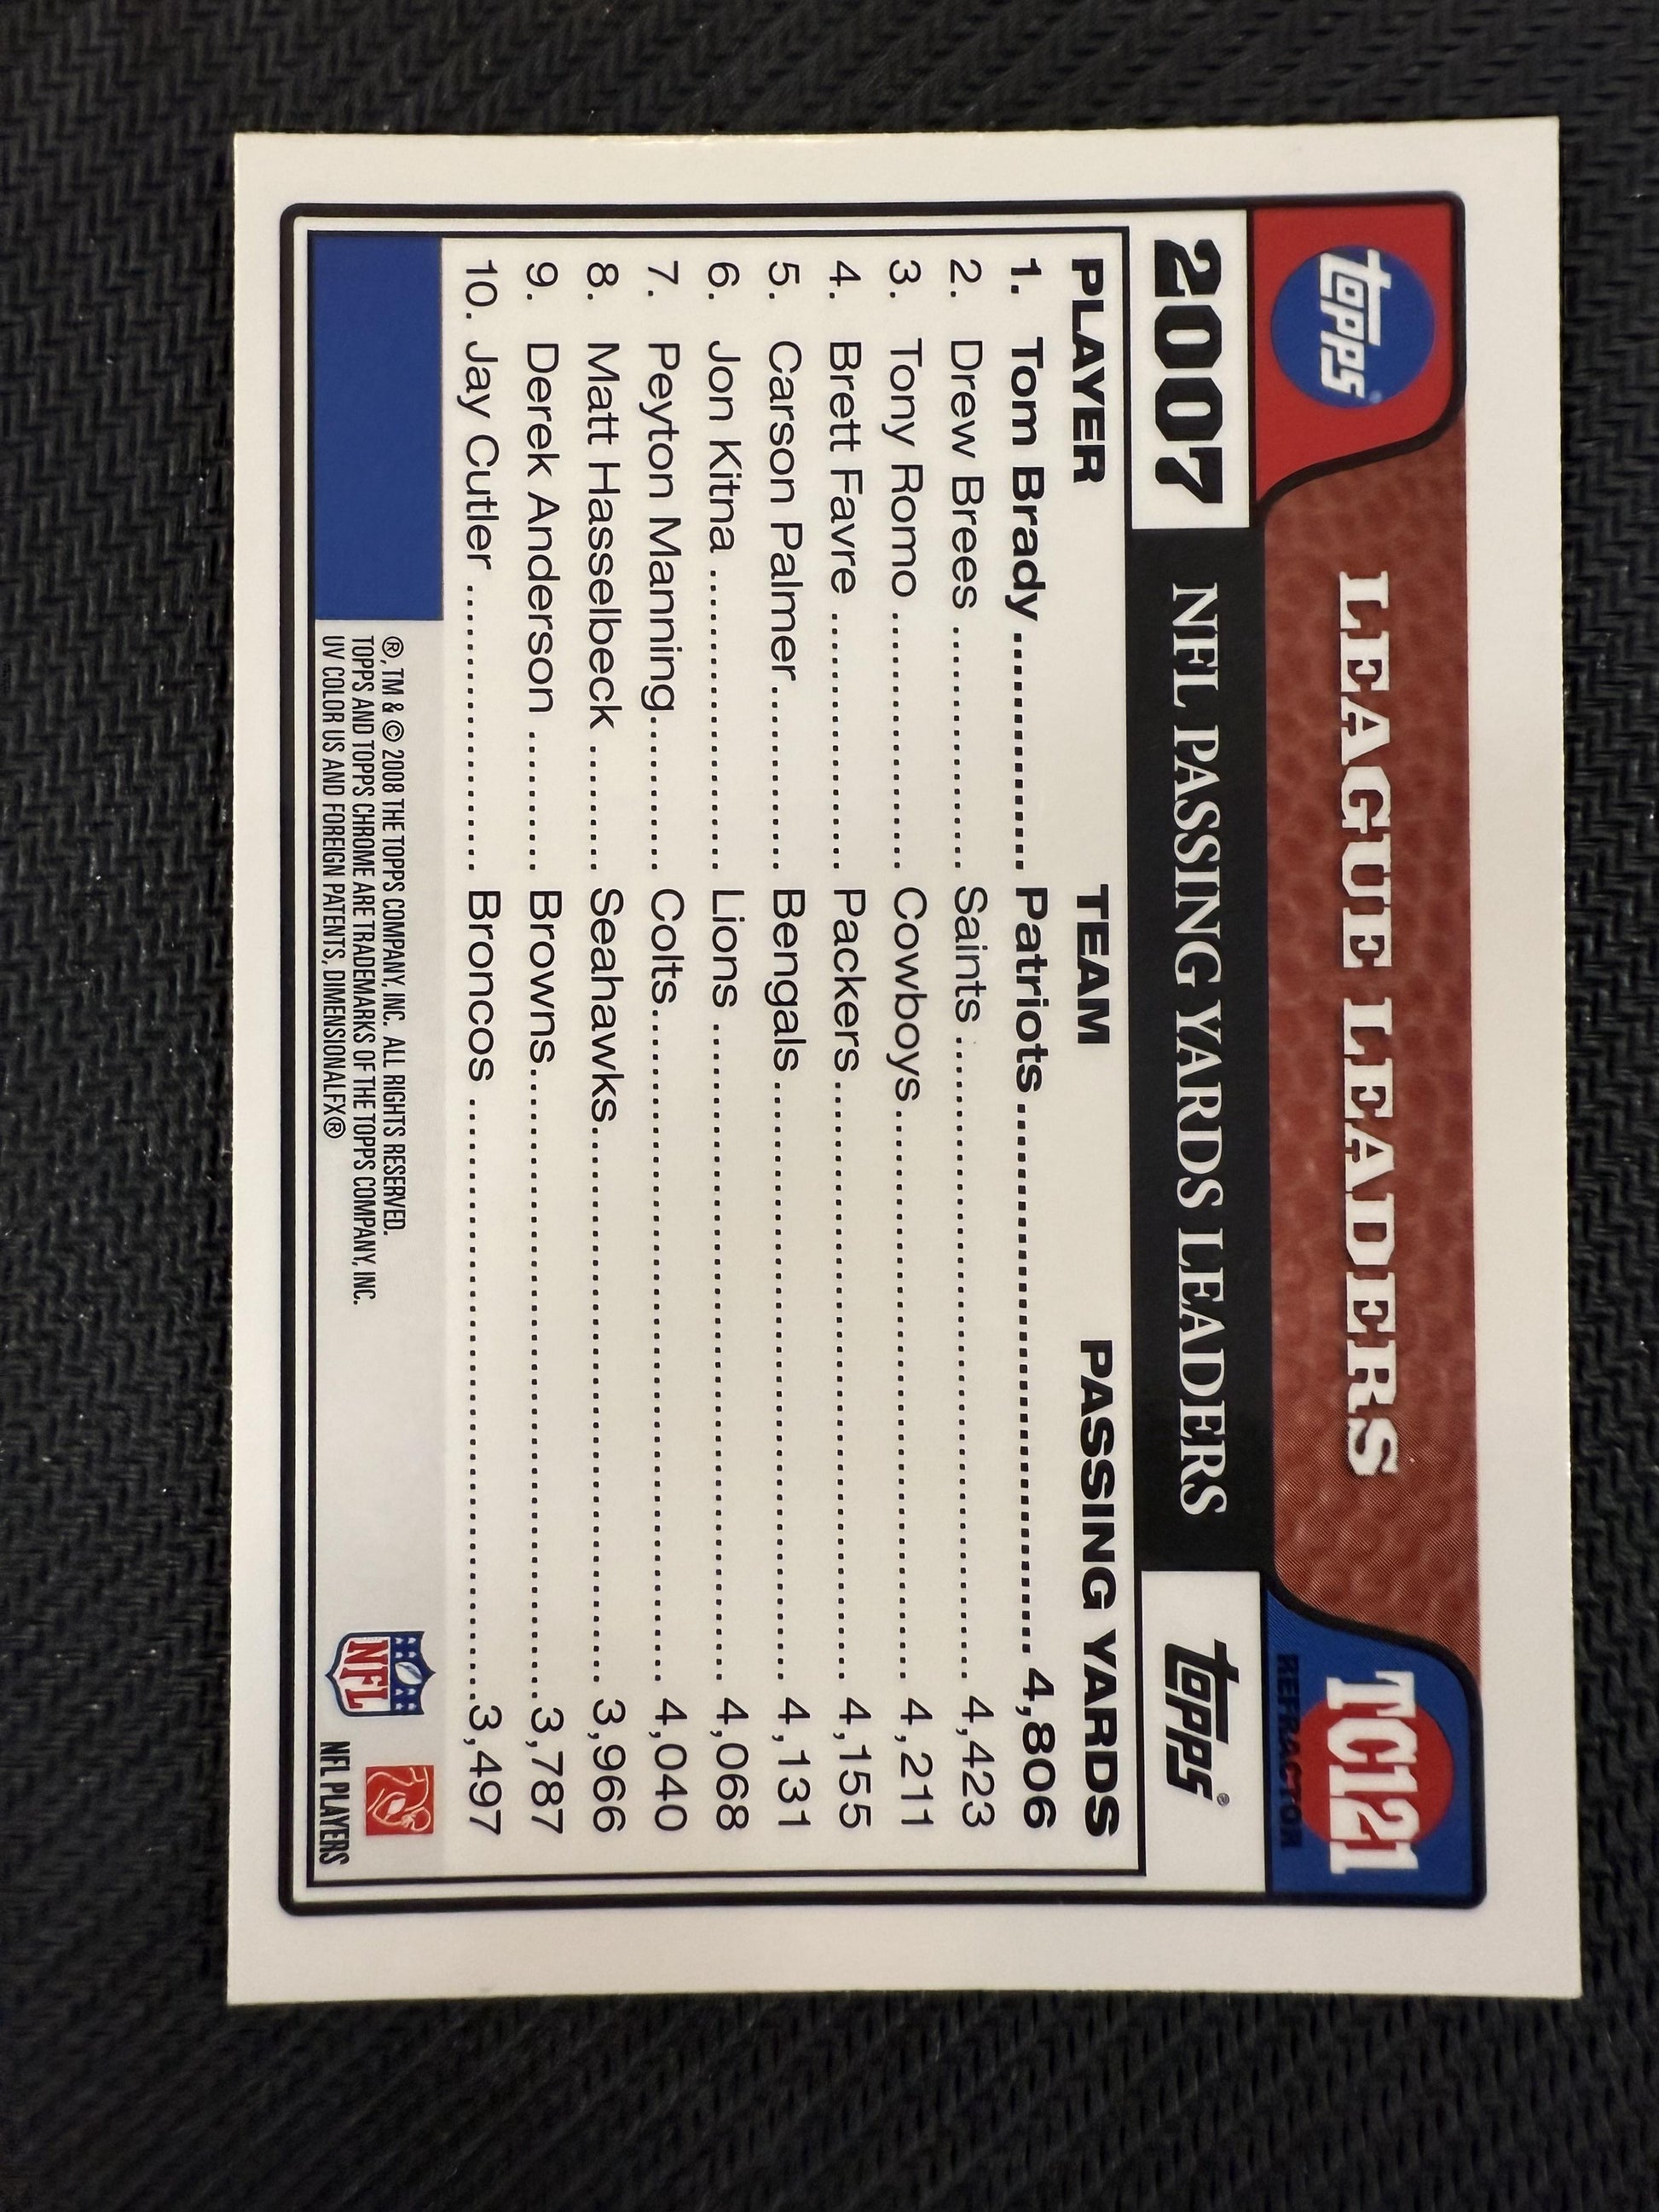 topps®
LEAGUE LEADERS
TC121
REFRACTOR
2007 NFL PASSING YARDS LEADERS topps®
PLAYER TEAM PASSING YARDS
1. Tom Brady Patriots 4,806
2. Drew Brees Saints 4,423
3. Tony Romo Cowboys 4,211
4. Brett Favre Packers 4,155
5. Carson Palmer Bengals 4,131
6. Jon Kitna Lions 4,068
7. Peyton Manning Colts 4,040
8. Matt Hasselbeck Seahawks 3,966
9. Derek Anderson Browns 3,787
10. Jay Cutler Broncos 3,497
®, TM & © 2008 THE TOPPS COMPANY, INC. ALL RIGHTS RESERVED.
TOPPS AND TOPPS CHROME ARE TRADEMARKS OF THE TOPPS COMPANY, INC.
UV COLOR US AND FOREIGN PATENTS, DIMENSIONAL FX®
NFL
NFL PLAYERS